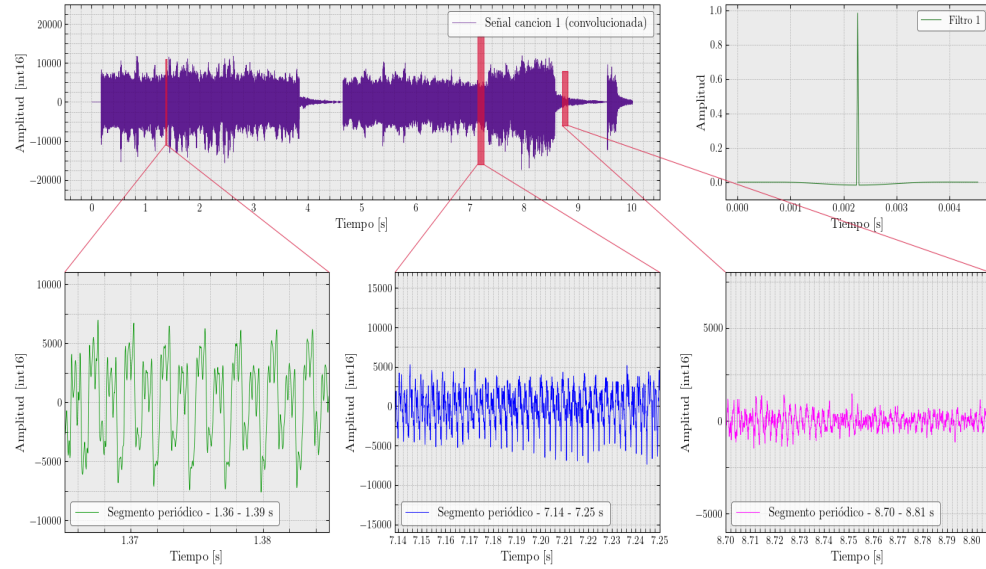 Señal cancion 1 (convolucionada)
Amplitud [int16]
20000
10000
0
−10000
−20000
0 1 2 3 4 5 6 7 8 9 10
Tiempo [s]
Filtro 1
Amplitud
1.0
0.8
0.6
0.4
0.2
0.0
0.000 0.001 0.002 0.003 0.004
Tiempo [s]
Amplitud [int16]
10000
5000
0
−5000
−10000
Segmento periódico - 1.36 - 1.39 s
1.37 1.38
Tiempo [s]
Amplitud [int16]
15000
10000
5000
0
−5000
−10000
−15000
Segmento periódico - 7.14 - 7.25 s
7.14 7.15 7.16 7.17 7.18 7.19 7.20 7.21 7.22 7.23 7.24 7.25
Tiempo [s]
Amplitud [int16]
5000
0
−5000
Segmento periódico - 8.70 - 8.81 s
8.70 8.71 8.72 8.73 8.74 8.75 8.76 8.77 8.78 8.79 8.80
Tiempo [s]